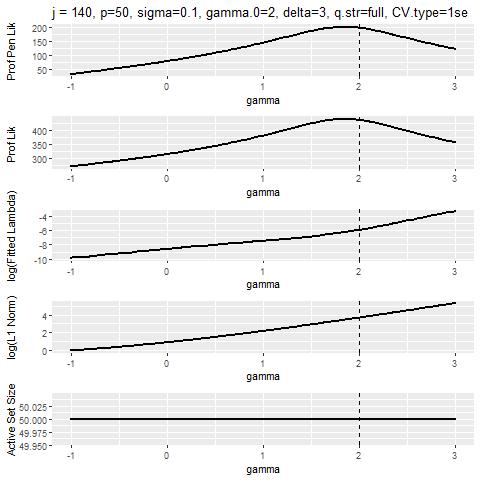 j = 140, p=50, sigma=0.1, gamma.0=2, delta=3, q.str=full, CV.type=1se
Prof Pen Lik
200
150
100
50
-1 0 1 2 3
gamma
Prof Lik
400
350
300
-1 0 1 2 3
gamma
log(Fitted Lambda)
-4
-6
-8
-10
-1 0 1 2 3
gamma
log(L1 Norm)
4
2
0
-1 0 1 2 3
gamma
Active Set Size
50.025
50.000
49.975
49.950
-1 0 1 2 3
gamma